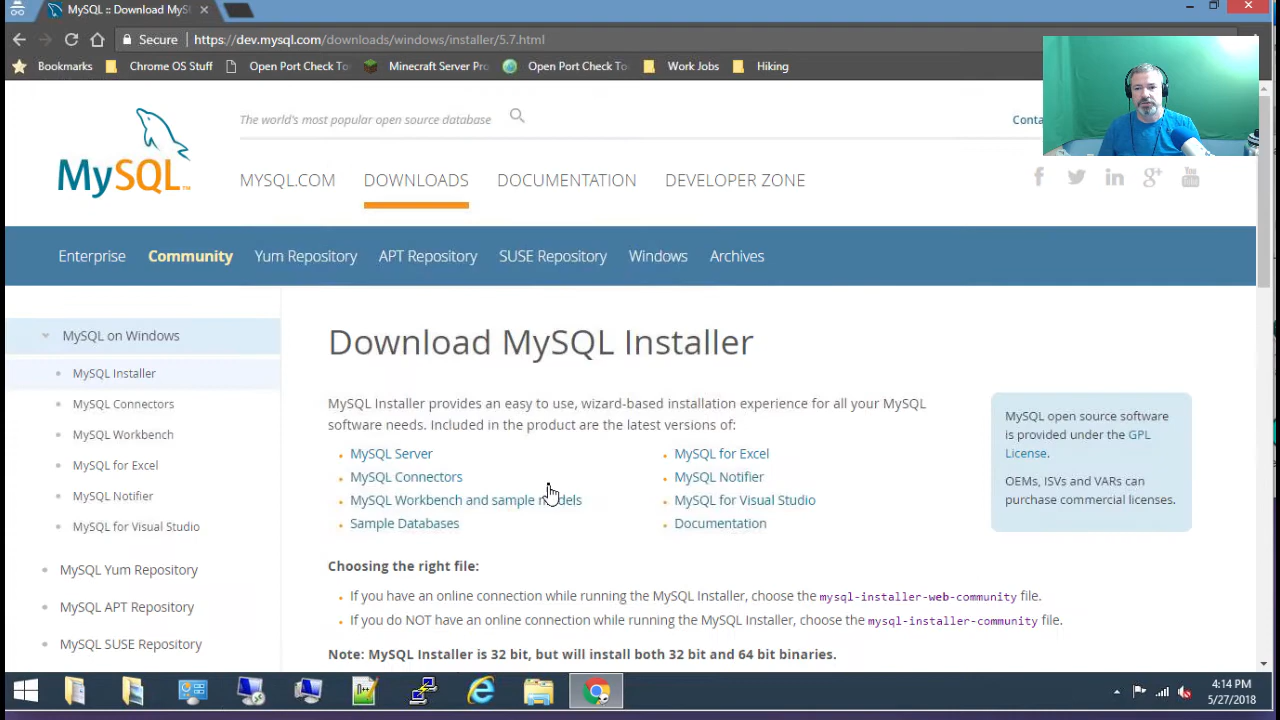 MySQL :: Download MyS
Secure
https://dev.mysql.com/downloads/windows/installer/5.7.html
Bookmarks
Chrome OS Stuff
Open Port Check To
Minecraft Server Pr
Open Port Check To
Work Jobs
Hiking
MySQL
The world's most popular open source database
Conta
MYSQL.COM
DOWNLOADS
DOCUMENTATION
DEVELOPER ZONE
Enterprise
Community
Yum Repository
APT Repository
SUSE Repository
Windows
Archives
MySQL on Windows
MySQL Installer
MySQL Connectors
MySQL Workbench
MySQL for Excel
MySQL Notifier
MySQL for Visual Studio
MySQL Yum Repository
MySQL APT Repository
MySQL SUSE Repository
Download MySQL Installer
MySQL Installer provides an easy to use, wizard-based installation experience for all your MySQL
software needs. Included in the product are the latest versions of:
MySQL Server
MySQL Connectors
MySQL Workbench and sample models
Sample Databases
MySQL for Excel
MySQL Notifier
MySQL for Visual Studio
Documentation
Choosing the right file:
If you have an online connection while running the MySQL Installer, choose the mysql-installer-web-community file.
If you do NOT have an online connection while running the MySQL Installer, choose the mysql-installer-community file.
Note: MySQL Installer is 32 bit, but will install both 32 bit and 64 bit binaries.
MySQL open source software
is provided under the GPL
License.
OEMs, ISVs and VARs can
purchase commercial licenses.
4:14 PM
5/27/2018